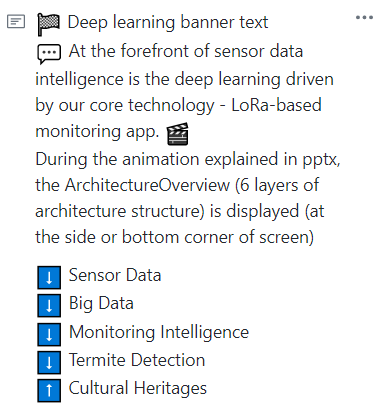 🏁 Deep learning banner text
💬 At the forefront of sensor data
intelligence is the deep learning driven
by our core technology - LoRa-based
monitoring app. 🎬
During the animation explained in pptx,
the ArchitectureOverview (6 layers of
architecture structure) is displayed (at
the side or bottom corner of screen)
↓ Sensor Data
↓ Big Data
↓ Monitoring Intelligence
↓ Termite Detection
↑ Cultural Heritages